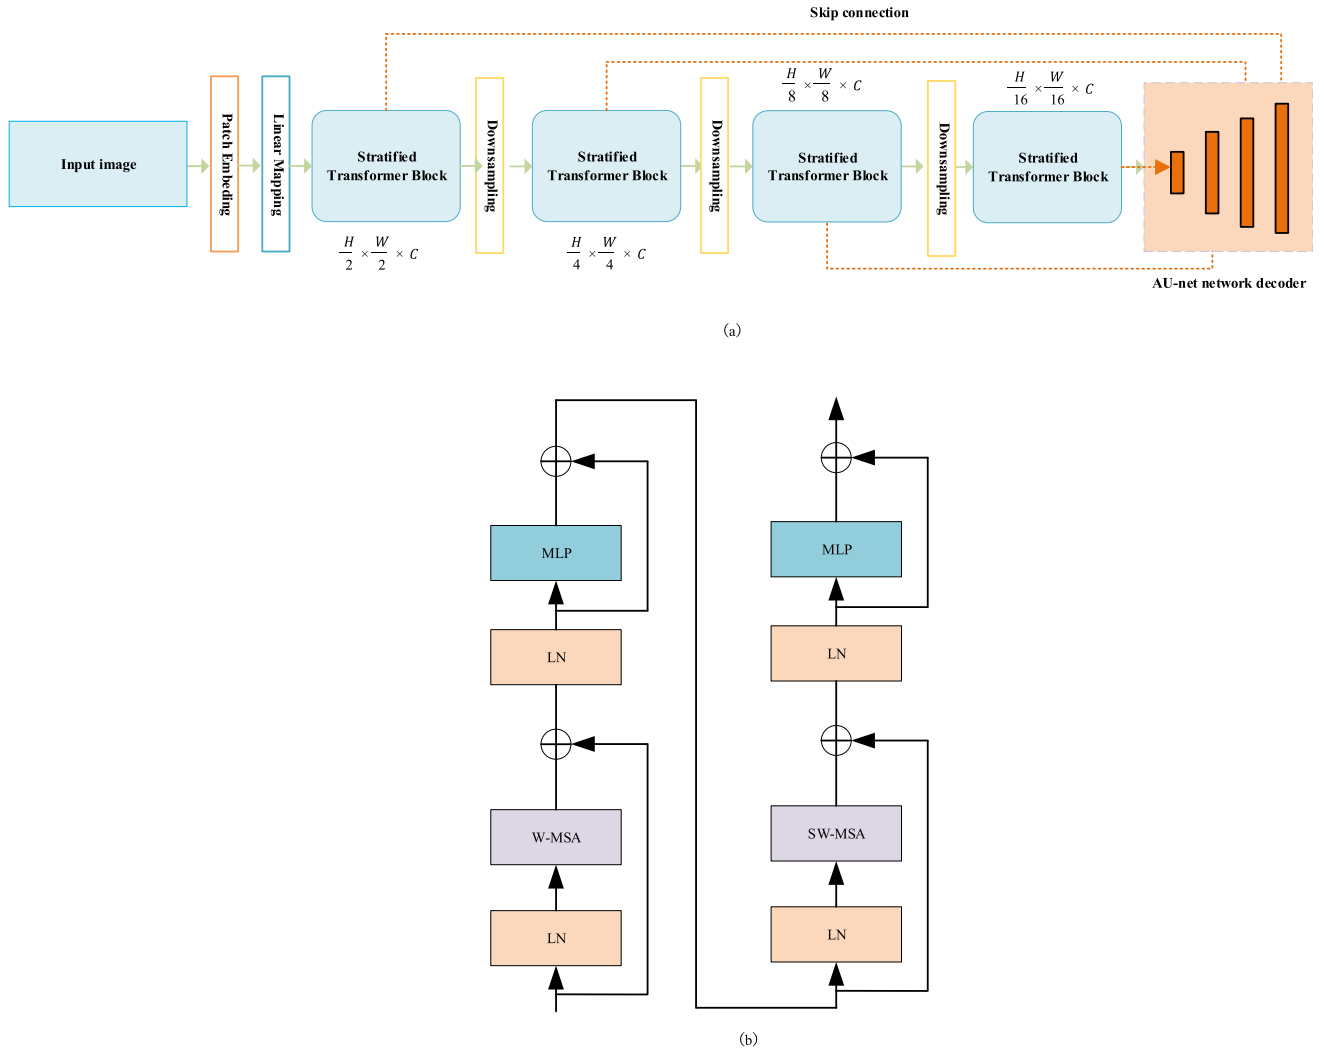 Skip connection
Input image
Patch Embeding
Linear Mapping
Stratified
Transformer Block
H/2 × W/2 × C
Downsampling
Stratified
Transformer Block
H/4 × W/4 × C
Downsampling
H/8 × W/8 × C
Stratified
Transformer Block
Downsampling
H/16 × W/16 × C
Stratified
Transformer Block
AU-net network decoder
(a)
MLP
LN
W-MSA
LN
MLP
LN
SW-MSA
LN
(b)